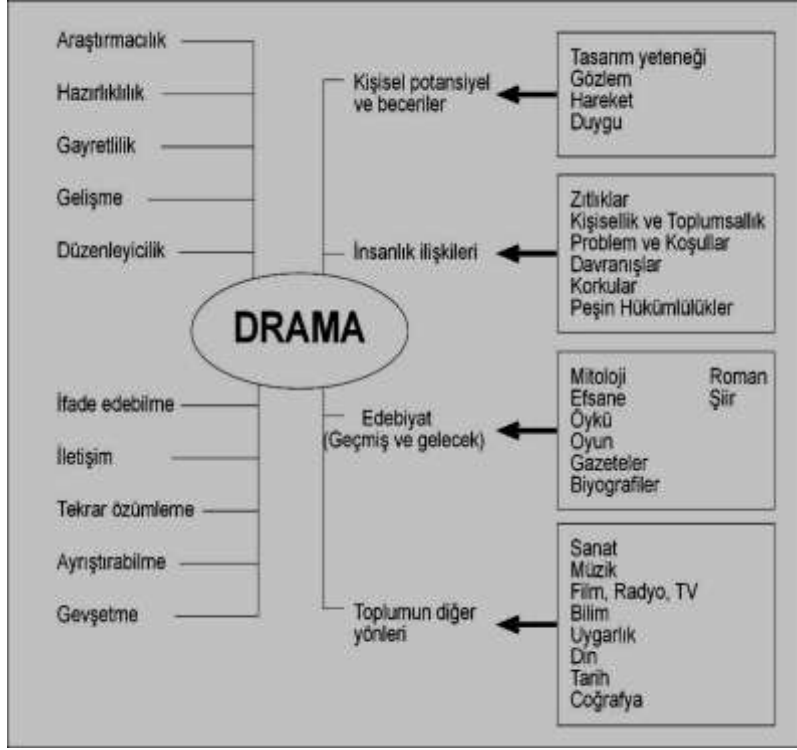 Araştırmacılık
Hazırlıklılık
Gayretlilik
Gelişme
Düzenleyicilik
DRAMA
İfade edebilme
İletişim
Tekrar özümleme
Ayrıştırabilme
Gevşetme
Kişisel potansiyel
ve beceriler
Tasarım yeteneği
Gözlem
Hareket
Duygu
İnsanlık ilişkileri
Zıtlıklar
Kişisellik ve Toplumsallık
Problem ve Koşullar
Davranışlar
Korkular
Peşin Hükümlülükler
Edebiyat
(Geçmiş ve gelecek)
Mitoloji Roman
Efsane Şiir
Öykü
Oyun
Gazeteler
Biyografiler
Toplumun diğer
yönleri
Sanat
Müzik
Film, Radyo, TV
Bilim
Uygarlık
Din
Tarih
Coğrafya